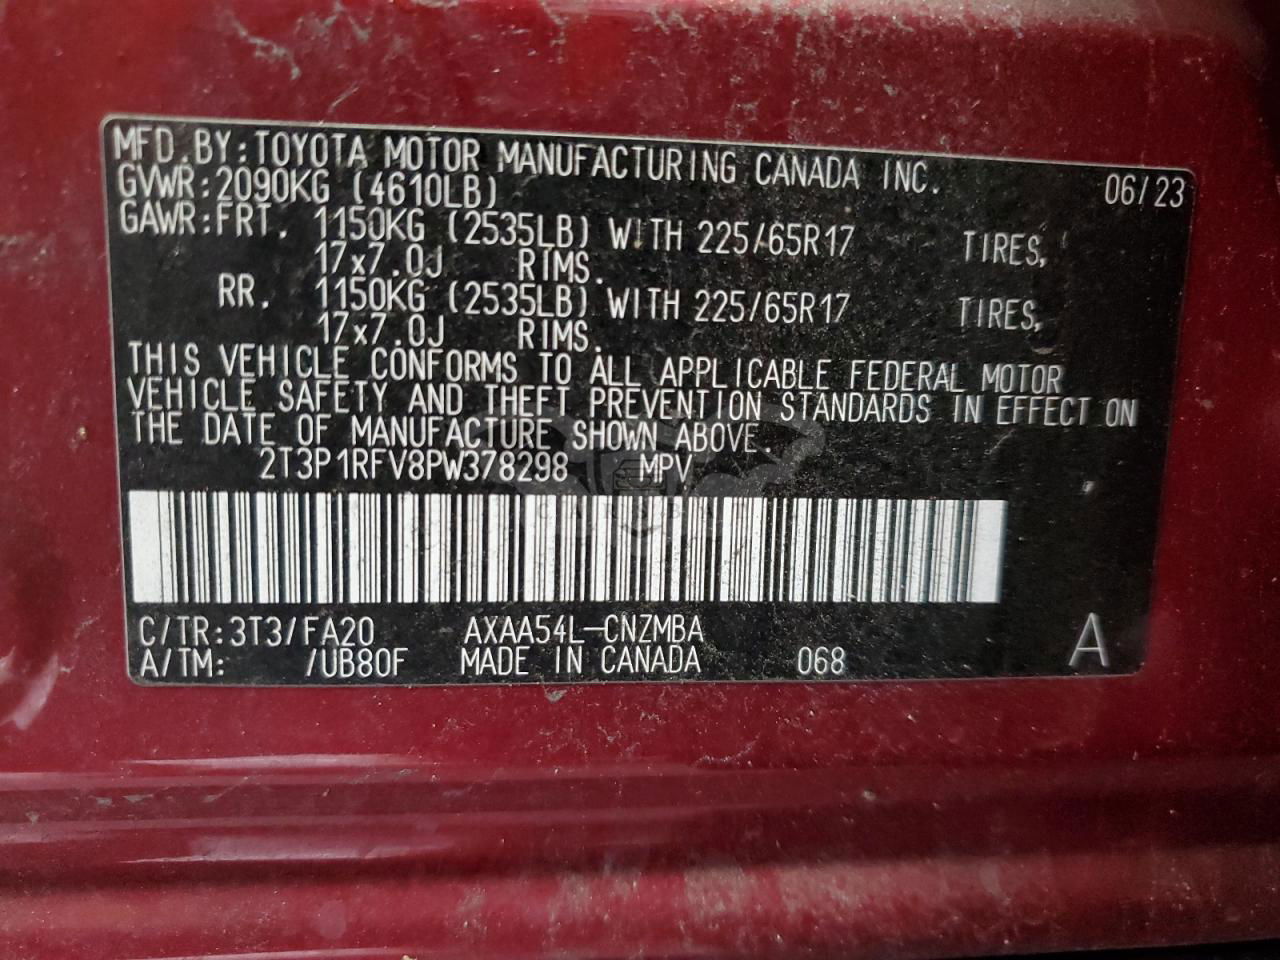 MFD.BY:TOYOTA MOTOR MANUFACTURING CANADA INC. 06/23
GVWR:2090KG (4610LB)
GAWR:FRT. 1150KG (2535LB) WITH 225/65R17 TIRES,
17x7.0J RIMS.
RR. 1150KG (2535LB) WITH 225/65R17 TIRES,
17x7.0J RIMS.
THIS VEHICLE CONFORMS TO ALL APPLICABLE FEDERAL MOTOR
VEHICLE SAFETY AND THEFT PREVENTION STANDARDS IN EFFECT ON
THE DATE OF MANUFACTURE SHOWN ABOVE.
2T3P1RFV8PW378298 MPV
C/TR:3T3/FA20 AXAA54L-CNZMBA
A/TM: /UB80F MADE IN CANADA 068 A